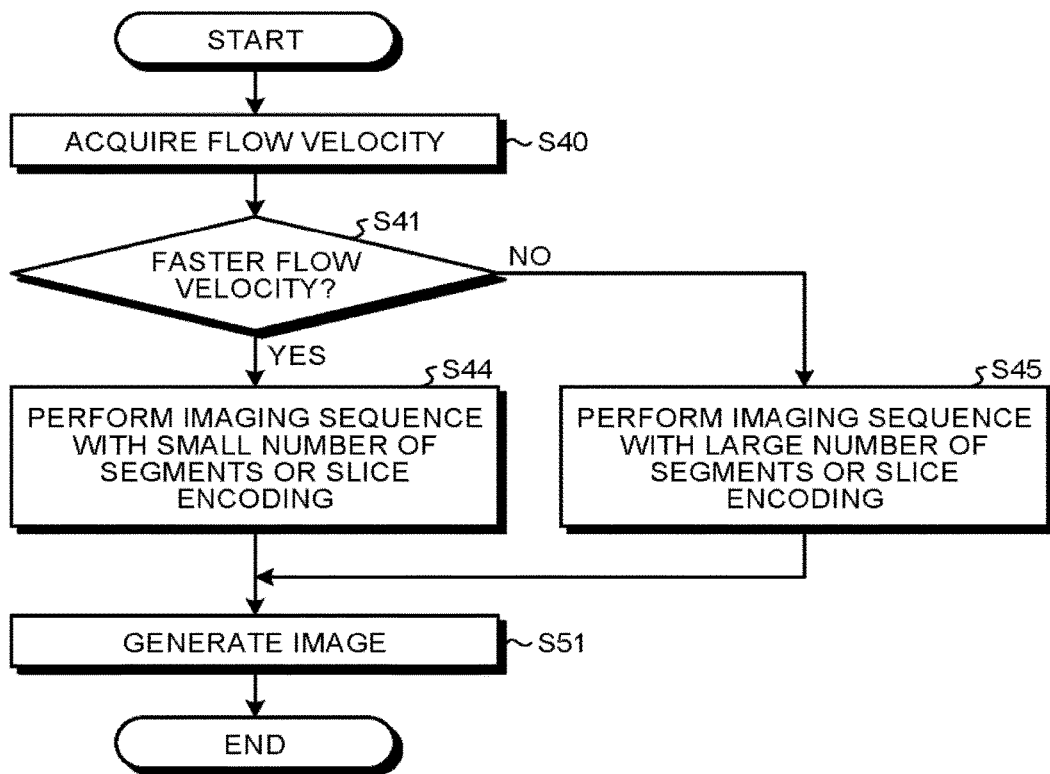 START
ACQUIRE FLOW VELOCITY
S40
S41
FASTER FLOW
VELOCITY?
NO
YES
S44
PERFORM IMAGING SEQUENCE
WITH SMALL NUMBER OF
SEGMENTS OR SLICE
ENCODING
S45
PERFORM IMAGING SEQUENCE
WITH LARGE NUMBER OF
SEGMENTS OR SLICE
ENCODING
GENERATE IMAGE
S51
END